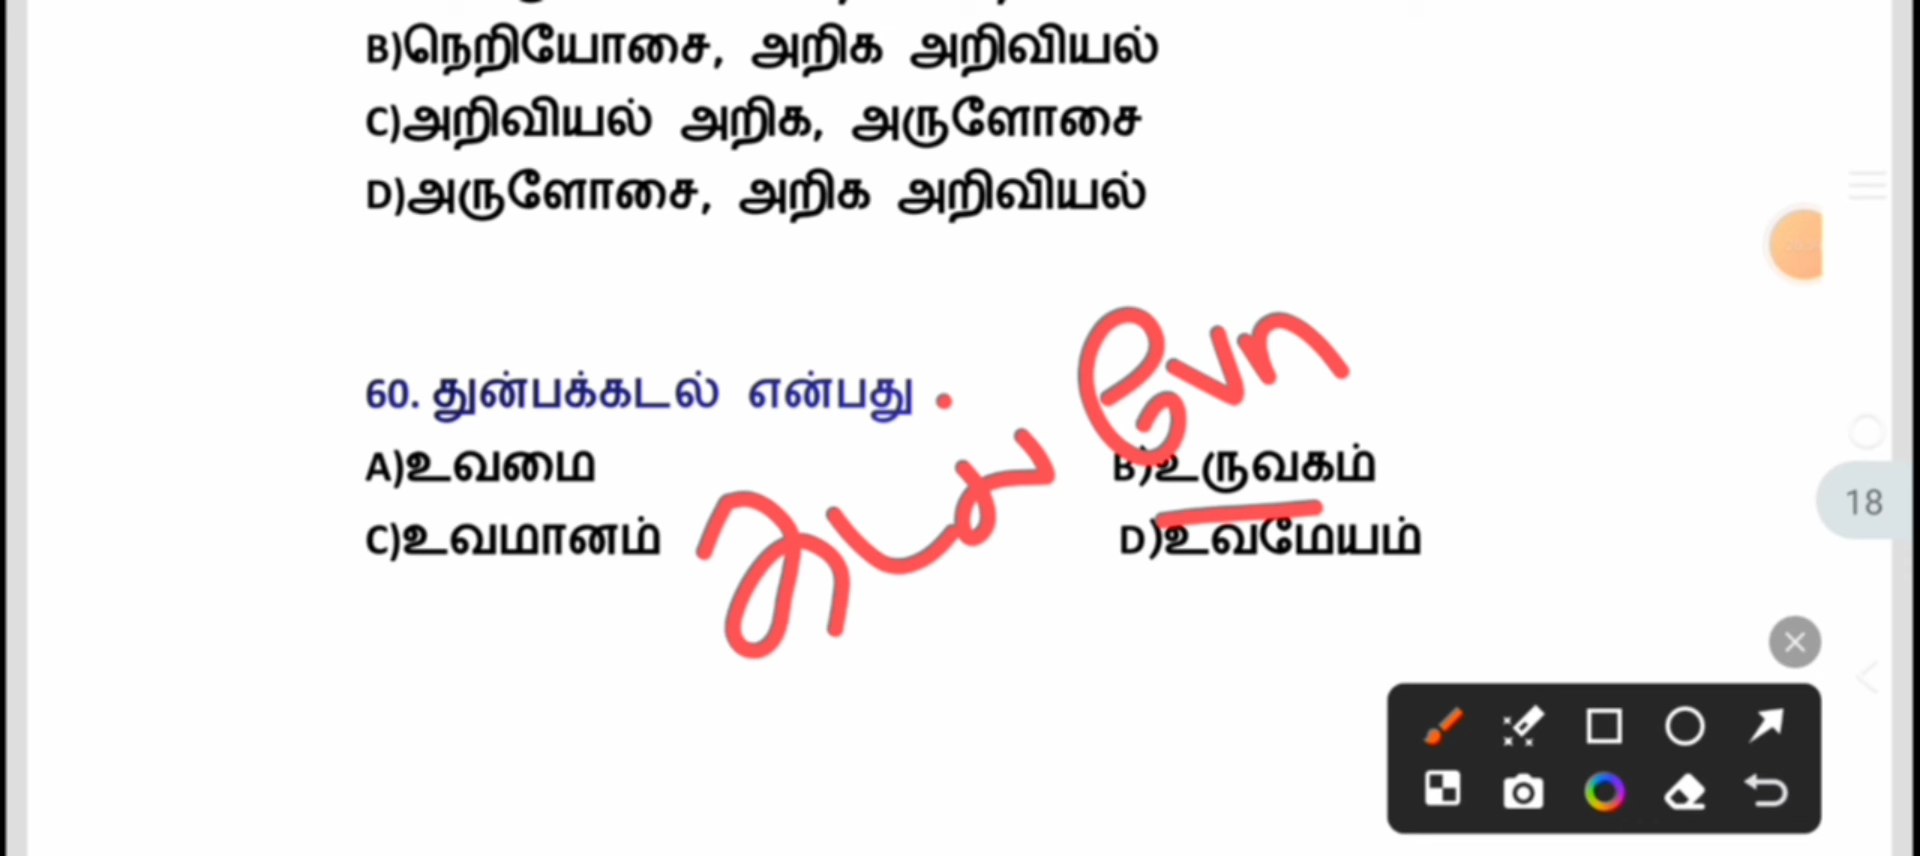 B)நெறியோசை, அறிக அறிவியல்
C)அறிவியல் அறிக, அருளோசை
D)அருளோசை, அறிக அறிவியல்
60. துன்பக்கடல் என்பது .
A)உவமை B)உருவகம்
C)உவமானம் D)உவமேயம்
18